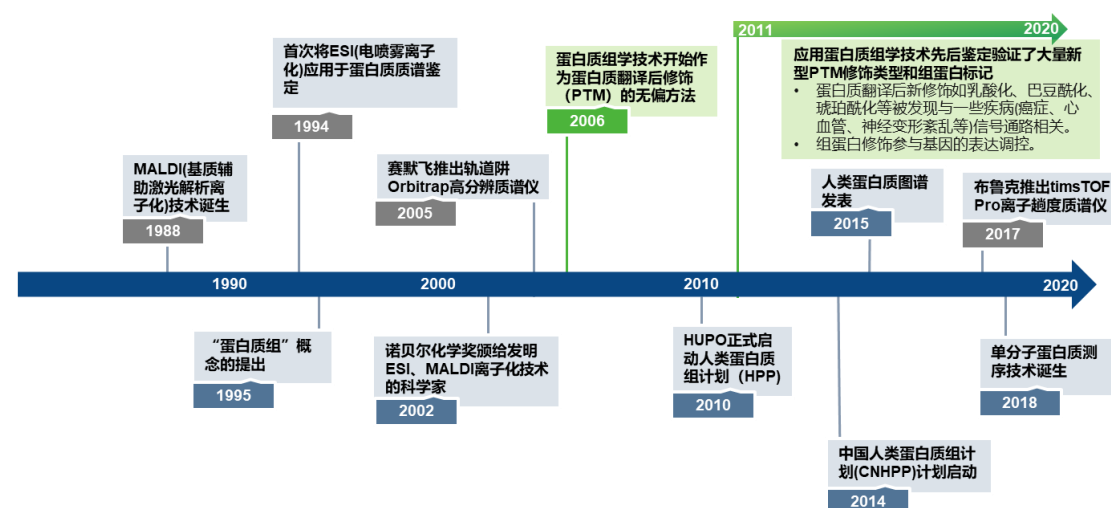 2011
2020
首次将ESI(电喷雾离子
化)应用于蛋白质质谱鉴
定
1994
蛋白质组学技术开始作
为蛋白质翻译后修饰
（PTM）的无偏方法
2006
应用蛋白质组学技术先后鉴定验证了大量新
型PTM修饰类型和组蛋白标记
• 蛋白质翻译后新修饰如乳酸化、巴豆酰化、
琥珀酰化等被发现与一些疾病(癌症、心
血管、神经变形紊乱等)信号通路相关。
• 组蛋白修饰参与基因的表达调控。
MALDI(基质辅
助激光解析离
子化)技术诞生
1988
赛默飞推出轨道阱
Orbitrap高分辨质谱仪
2005
人类蛋白质图谱
发表
2015
布鲁克推出timsTOF
Pro离子趟度质谱仪
2017
1990
2000
2010
2020
“蛋白质组”概
念的提出
1995
诺贝尔化学奖颁给发明
ESI、MALDI离子化技术
的科学家
2002
HUPO正式启
动人类蛋白质
组计划（HPP)
2010
单分子蛋白质测
序技术诞生
2018
中国人类蛋白质组计
划(CNHPP)计划启动
2014